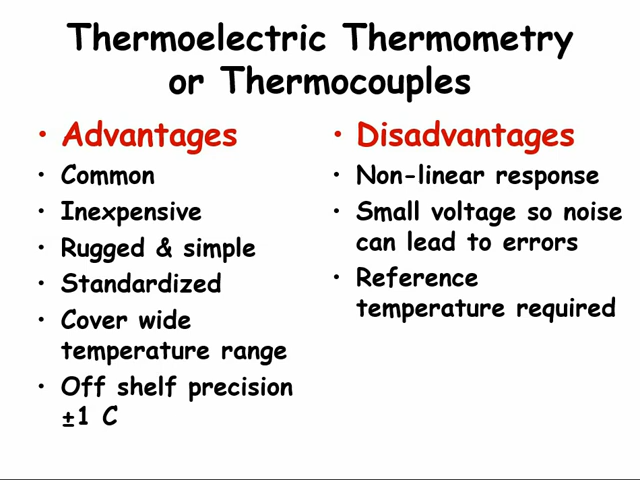 Thermoelectric Thermometry
or Thermocouples
• Advantages
• Common
• Inexpensive
• Rugged & simple
• Standardized
• Cover wide
temperature range
• Off shelf precision
±1 C
• Disadvantages
• Non-linear response
• Small voltage so noise
can lead to errors
• Reference
temperature required